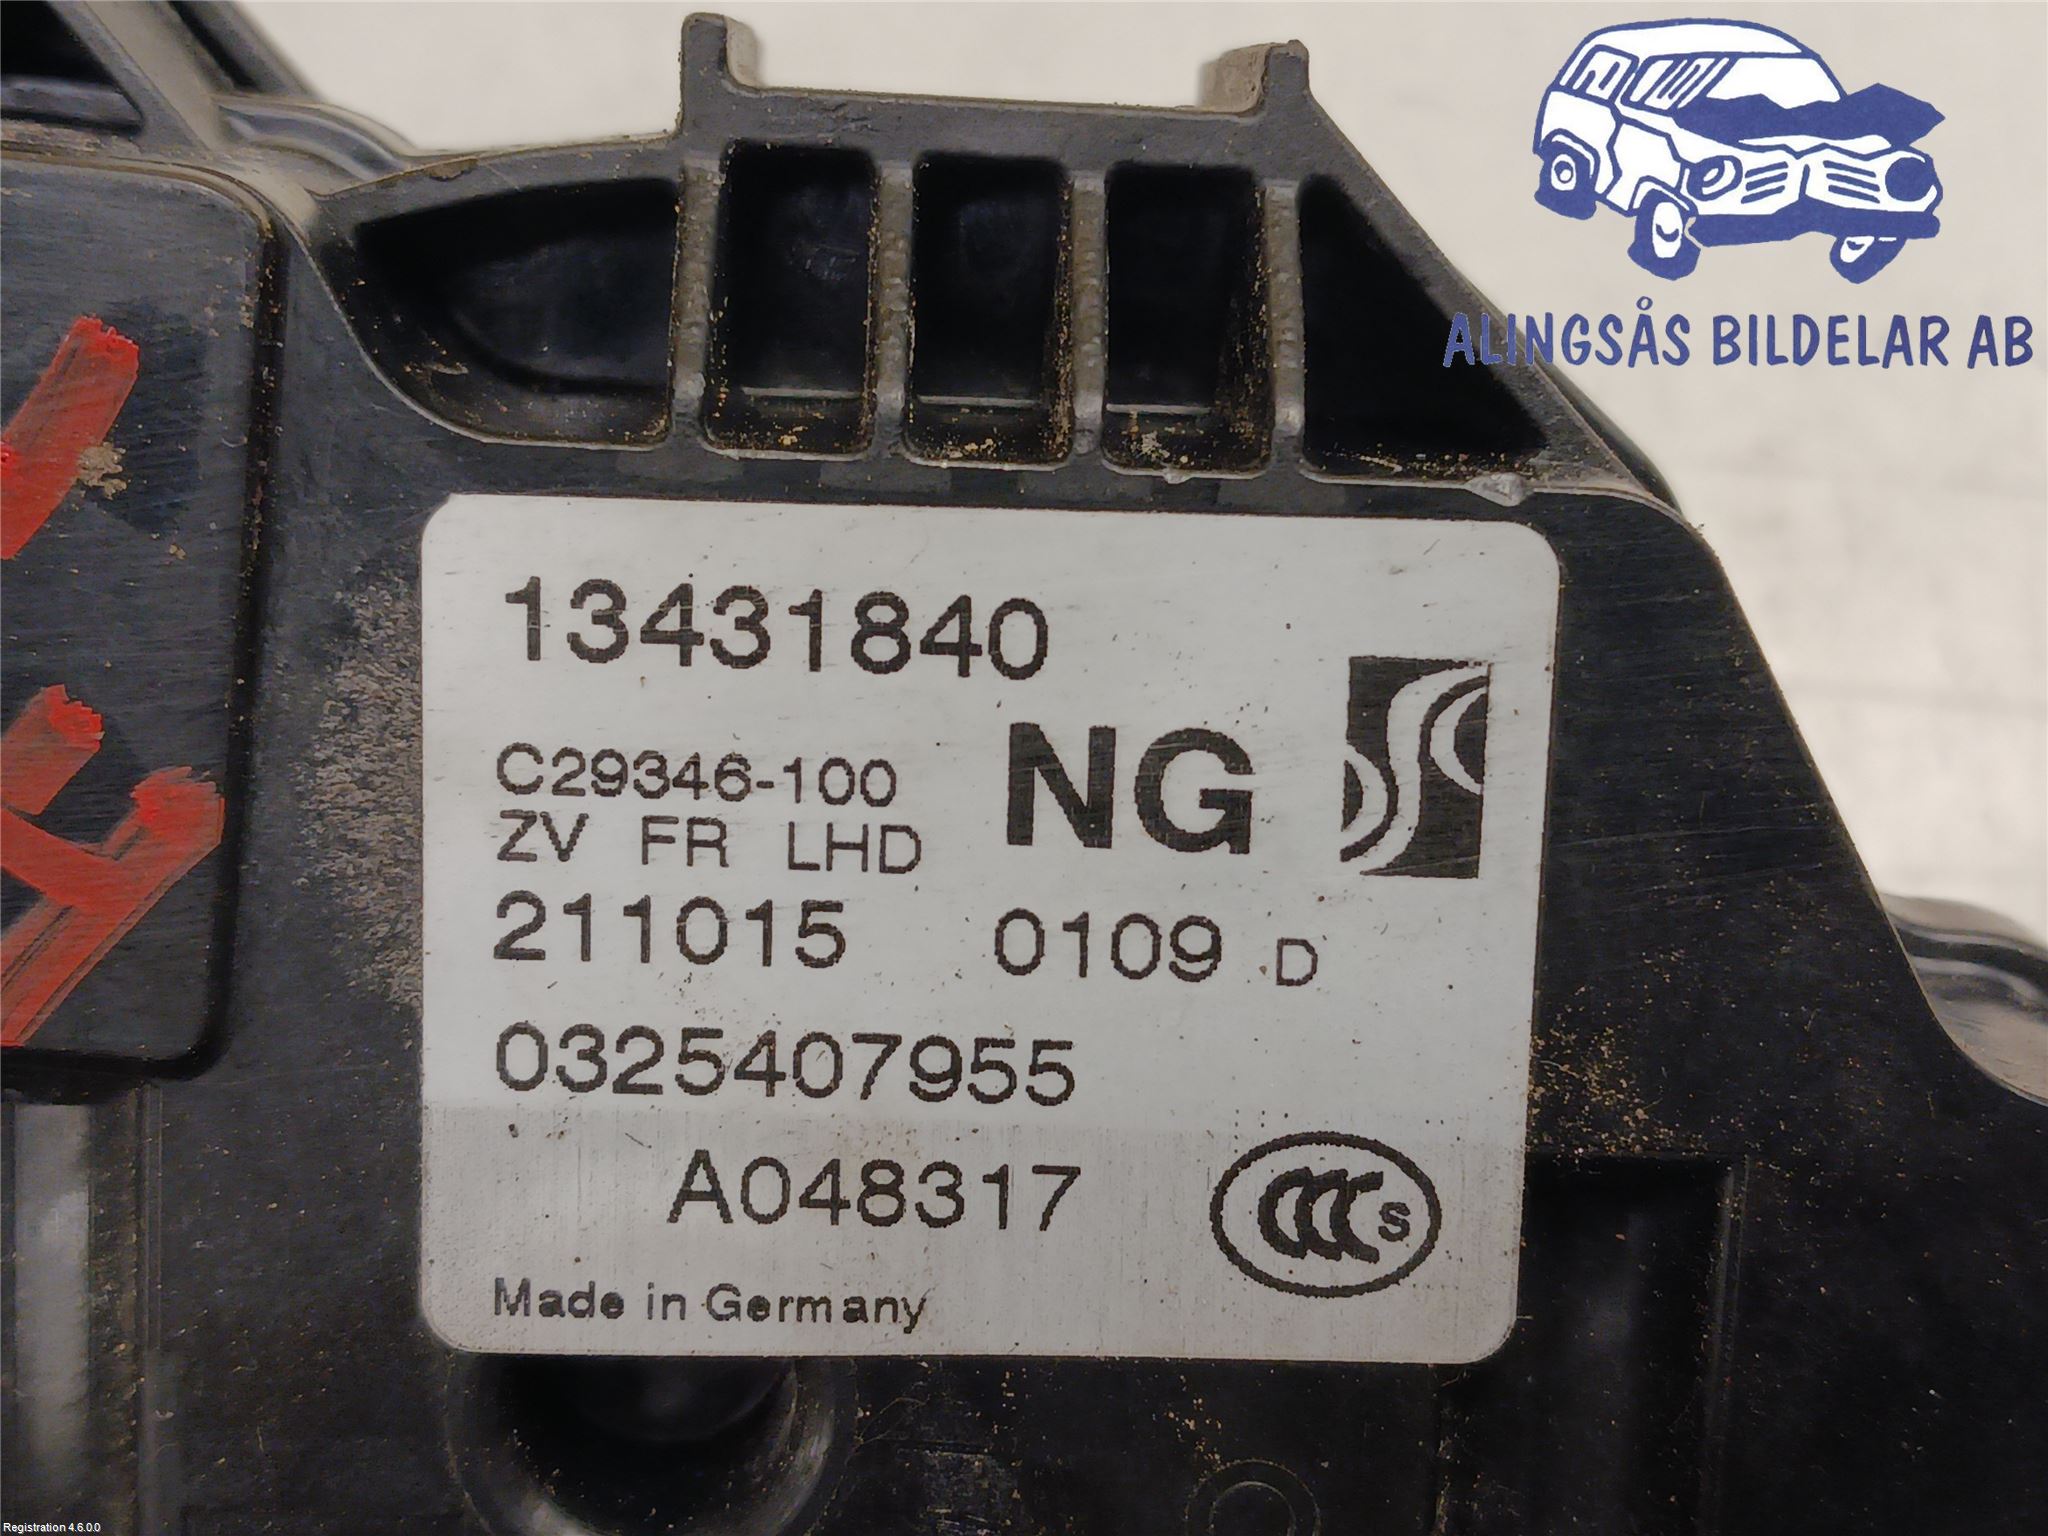 ALINGSÅS BILDELAR AB
13431840
C29346-100 NG
ZV FR LHD
211015 0109 D
0325407955
A048317 CCC S
Made in Germany
Registration 4.6.0.0